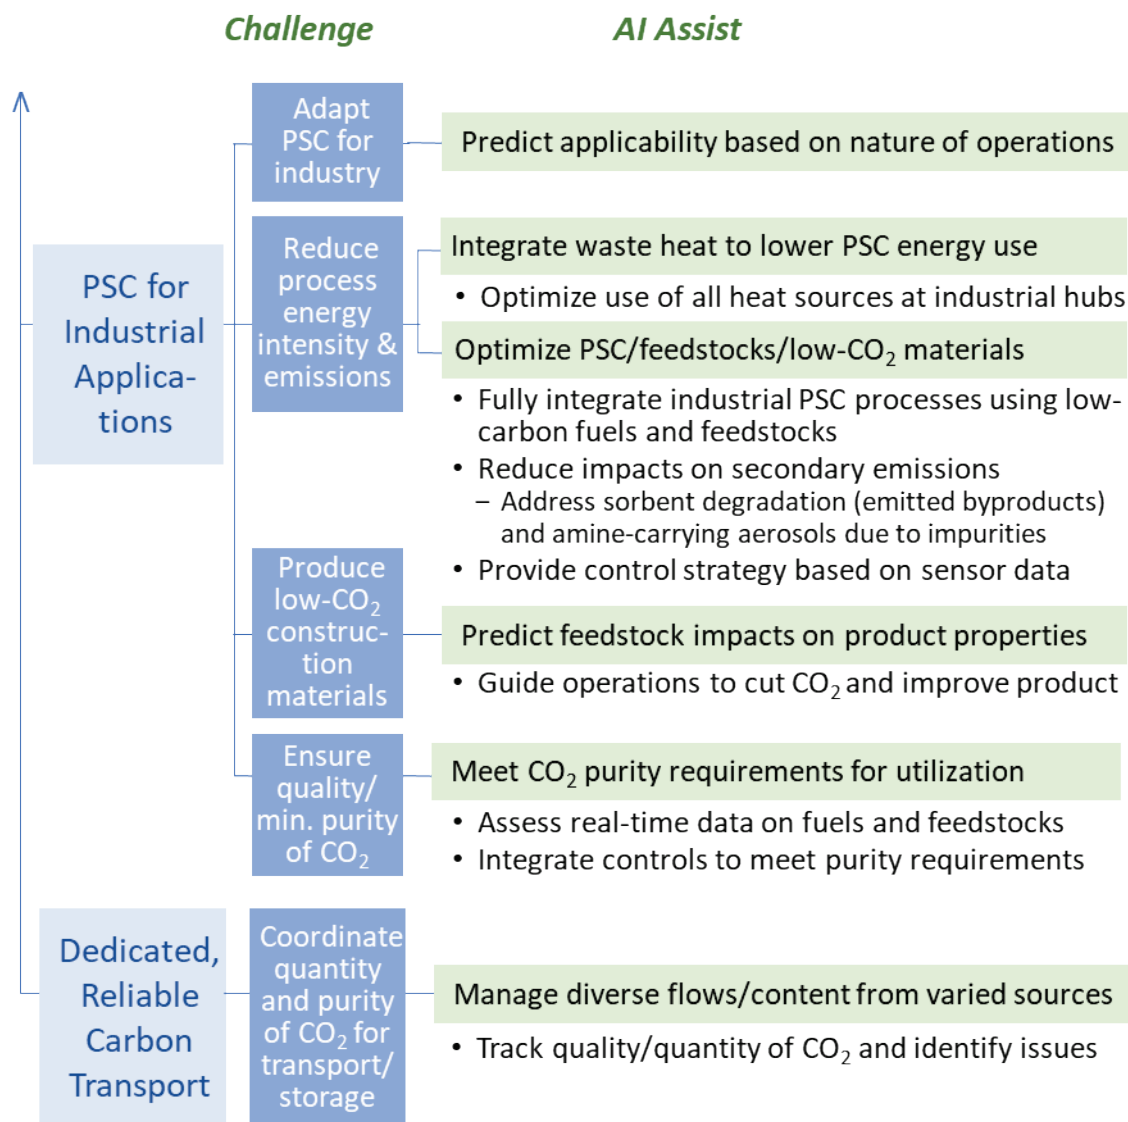 Challenge
AI Assist
Adapt
PSC for
industry
Predict applicability based on nature of operations
PSC for
Industrial
Applica-
tions
Reduce
process
energy
intensity &
emissions
Integrate waste heat to lower PSC energy use
• Optimize use of all heat sources at industrial hubs
Optimize PSC/feedstocks/low-CO₂ materials
• Fully integrate industrial PSC processes using low-
carbon fuels and feedstocks
• Reduce impacts on secondary emissions
– Address sorbent degradation (emitted byproducts)
and amine-carrying aerosols due to impurities
• Provide control strategy based on sensor data
Produce
low-CO₂
construc-
tion
materials
Predict feedstock impacts on product properties
• Guide operations to cut CO₂ and improve product
Ensure
quality/
min. purity
of CO₂
Meet CO₂ purity requirements for utilization
• Assess real-time data on fuels and feedstocks
• Integrate controls to meet purity requirements
Dedicated,
Reliable
Carbon
Transport
Coordinate
quantity
and purity
of CO₂ for
transport/
storage
Manage diverse flows/content from varied sources
• Track quality/quantity of CO₂ and identify issues